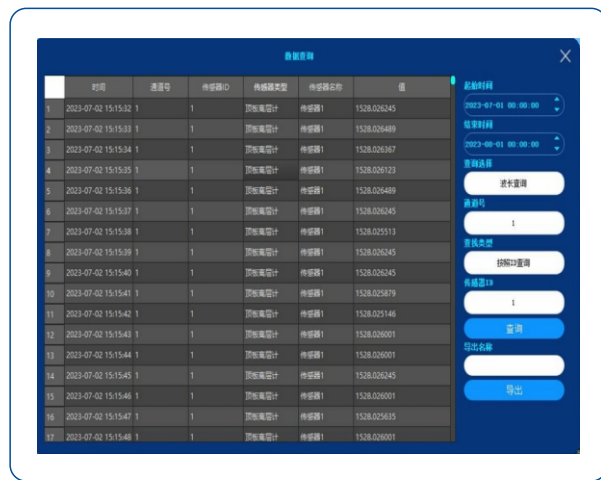 数据查询
时间 通道号 传感器ID 传感器类型 传感器名称 值
1 2023-07-02 15:15:32 1 1 顶板离层计 传感器1 1528.026245
2 2023-07-02 15:15:33 1 1 顶板离层计 传感器1 1528.026489
3 2023-07-02 15:15:34 1 1 顶板离层计 传感器1 1528.026367
4 2023-07-02 15:15:35 1 1 顶板离层计 传感器1 1528.026123
5 2023-07-02 15:15:36 1 1 顶板离层计 传感器1 1528.026489
6 2023-07-02 15:15:37 1 1 顶板离层计 传感器1 1528.026245
7 2023-07-02 15:15:38 1 1 顶板离层计 传感器1 1528.025513
8 2023-07-02 15:15:39 1 1 顶板离层计 传感器1 1528.026245
9 2023-07-02 15:15:40 1 1 顶板离层计 传感器1 1528.026245
10 2023-07-02 15:15:41 1 1 顶板离层计 传感器1 1528.025879
11 2023-07-02 15:15:42 1 1 顶板离层计 传感器1 1528.025146
12 2023-07-02 15:15:43 1 1 顶板离层计 传感器1 1528.026001
13 2023-07-02 15:15:44 1 1 顶板离层计 传感器1 1528.026001
14 2023-07-02 15:15:45 1 1 顶板离层计 传感器1 1528.026245
15 2023-07-02 15:15:46 1 1 顶板离层计 传感器1 1528.026001
16 2023-07-02 15:15:47 1 1 顶板离层计 传感器1 1528.025635
17 2023-07-02 15:15:48 1 1 顶板离层计 传感器1 1528.026001
起始时间
2023-07-01 00:00:00
结束时间
2023-08-01 00:00:00
查询选择
波长查询
通道号
1
查找类型
按照ID查询
传感器ID
1
查询
导出名称
导出